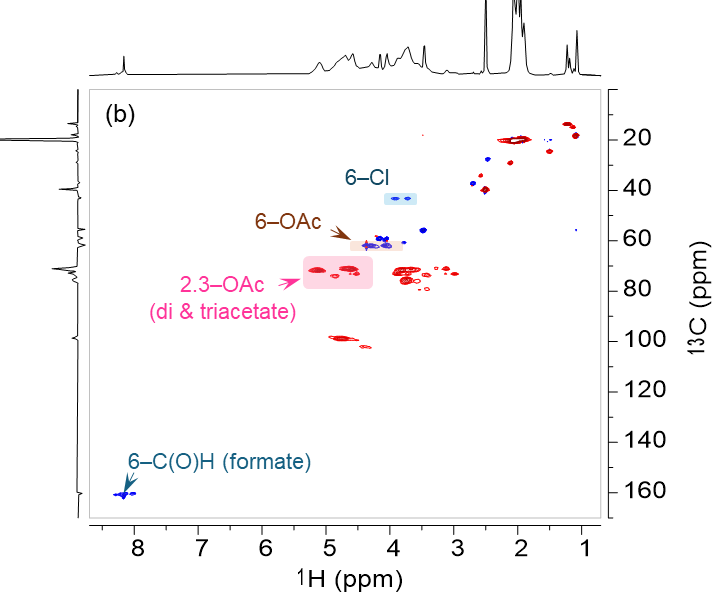 (b)
6–Cl
6–OAc
2.3–OAc
(di & triacetate)
6–C(O)H (formate)
20
40
60
80
100
120
140
160
13C (ppm)
8 7 6 5 4 3 2 1
1H (ppm)